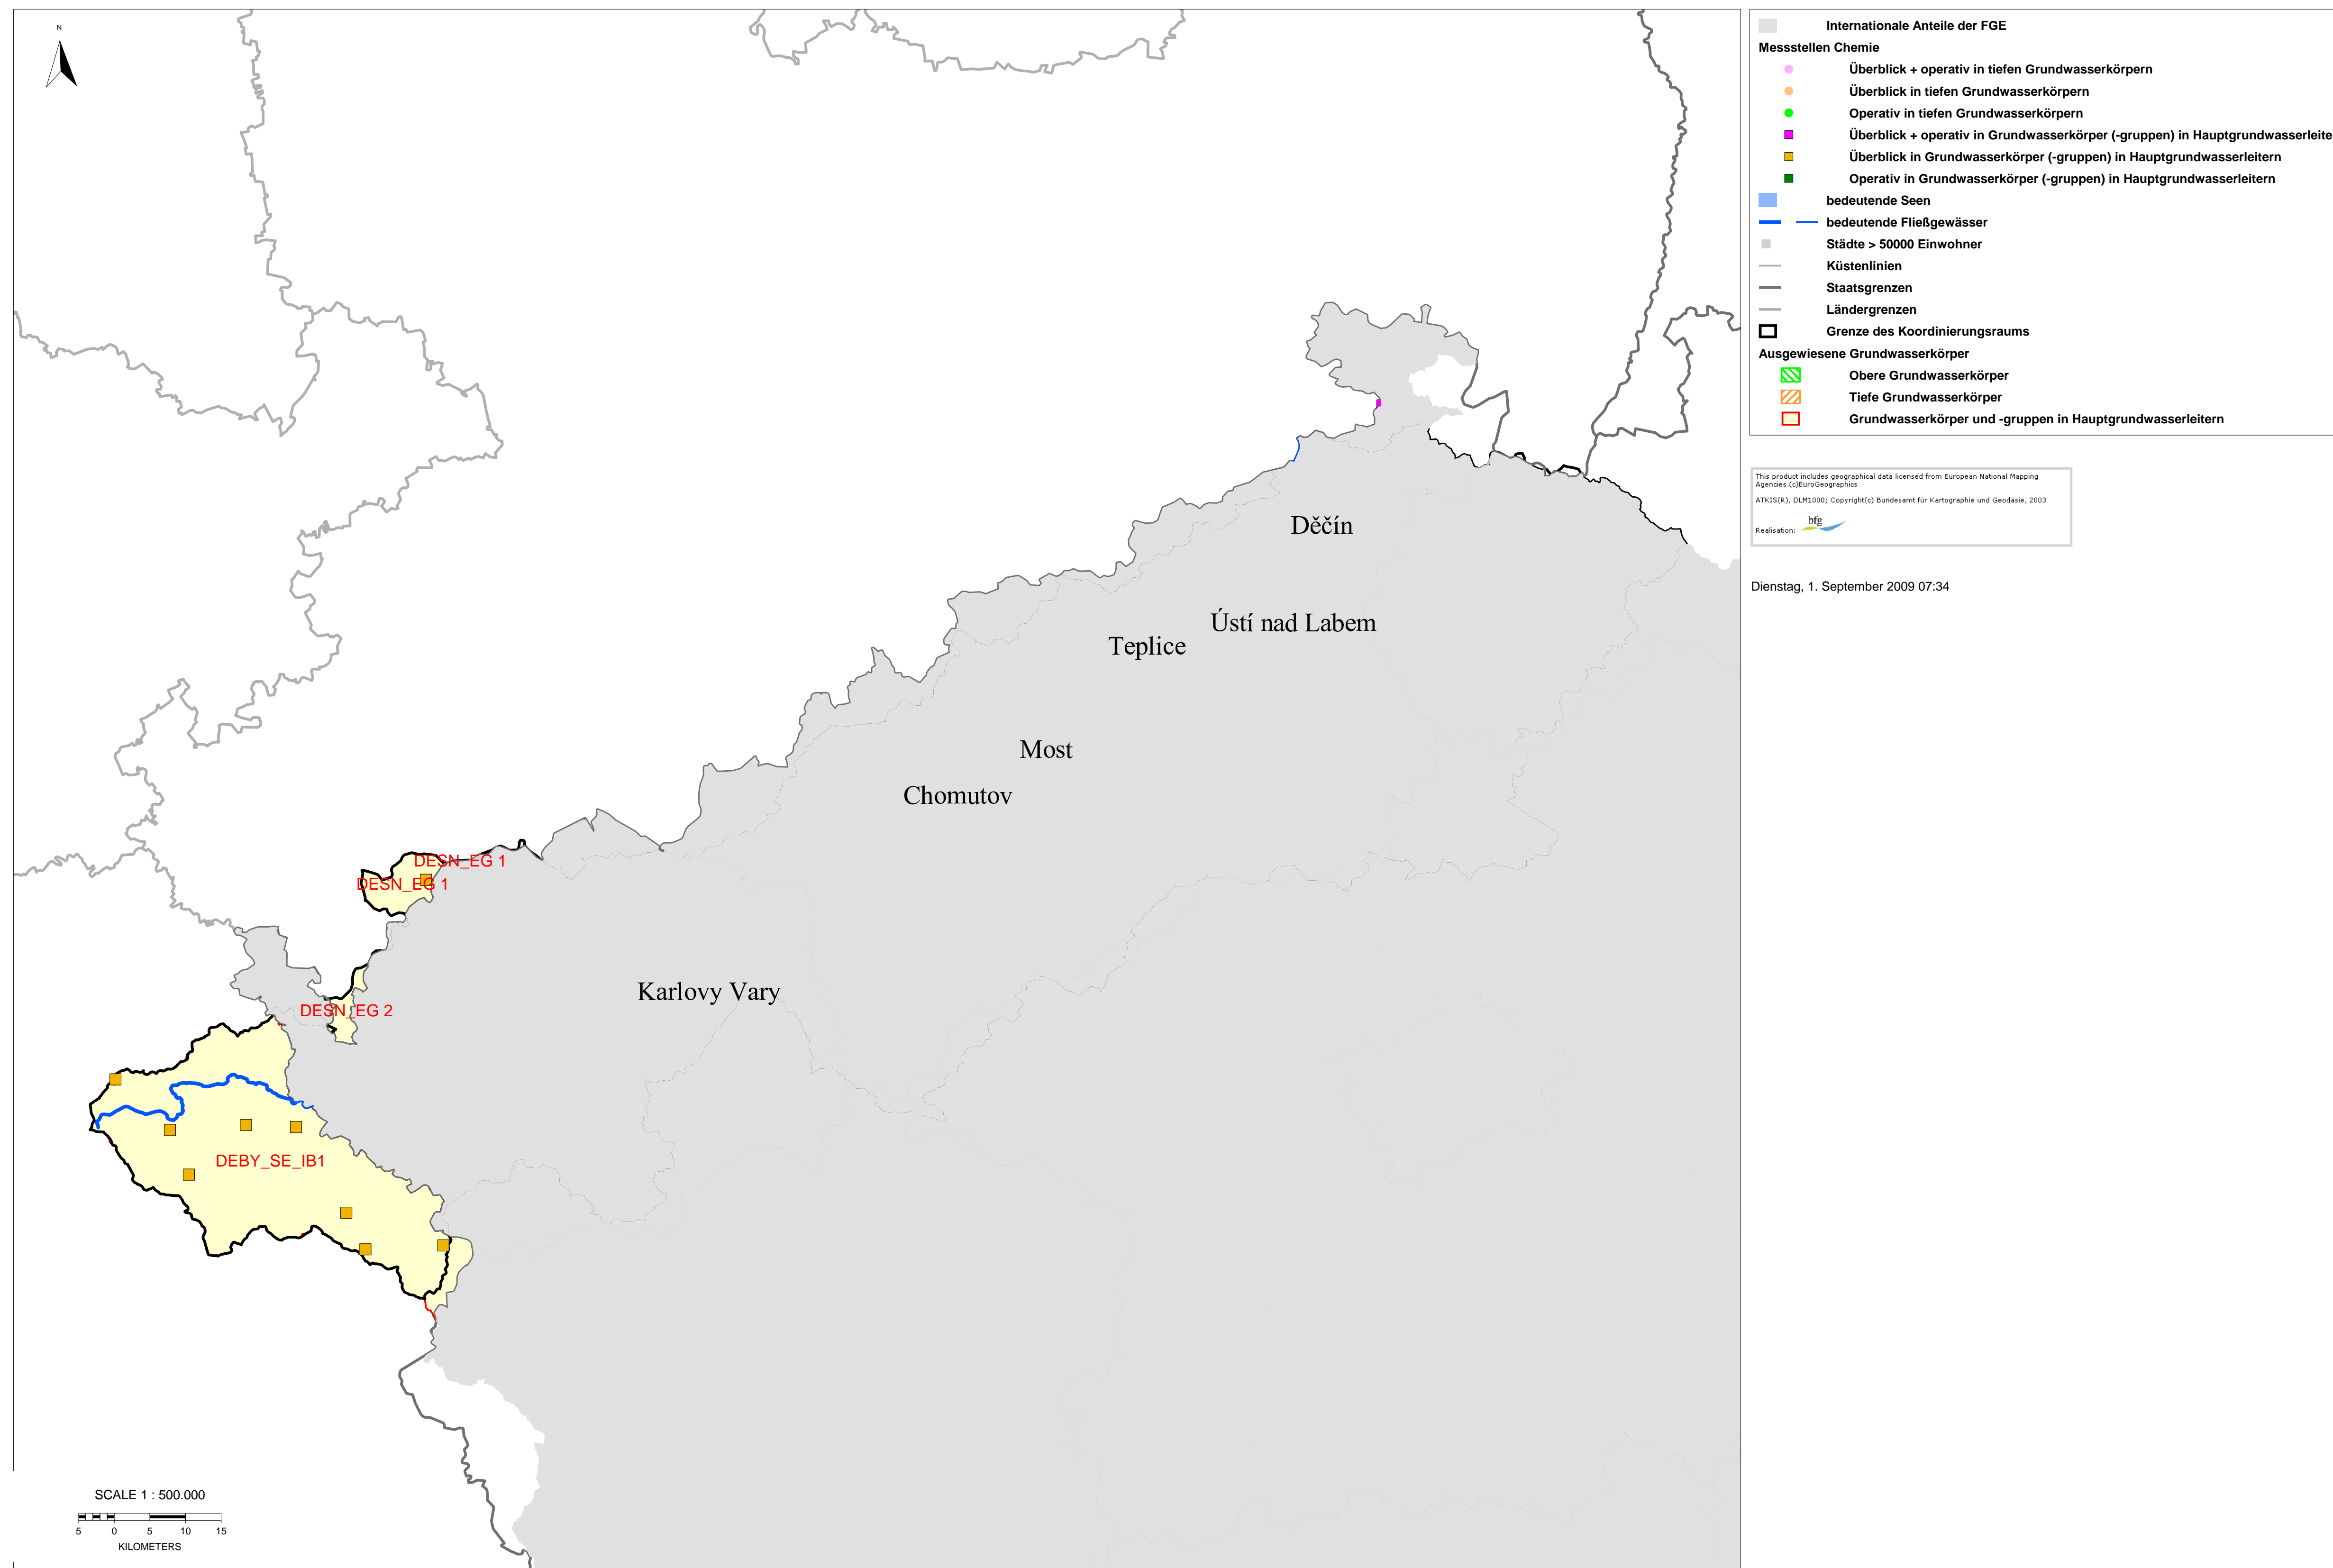 N
Děčín
Ústí nad Labem
Teplice
Most
Chomutov
DESN_EG 1
DESN_EG 1
Karlovy Vary
DESN_EG 2
DEBY_SE_IB1
SCALE 1 : 500.000
5 0 5 10 15
KILOMETERS
Internationale Anteile der FGE
Messstellen Chemie
Überblick + operativ in tiefen Grundwasserkörpern
Überblick in tiefen Grundwasserkörpern
Operativ in tiefen Grundwasserkörpern
Überblick + operativ in Grundwasserkörper (-gruppen) in Hauptgrundwasserleite
Überblick in Grundwasserkörper (-gruppen) in Hauptgrundwasserleitern
Operativ in Grundwasserkörper (-gruppen) in Hauptgrundwasserleitern
bedeutende Seen
bedeutende Fließgewässer
Städte > 50000 Einwohner
Küstenlinien
Staatsgrenzen
Ländergrenzen
Grenze des Koordinierungsraums
Ausgewiesene Grundwasserkörper
Obere Grundwasserkörper
Tiefe Grundwasserkörper
Grundwasserkörper und -gruppen in Hauptgrundwasserleitern
This product includes geographical data licensed from European National Mapping
Agencies.(c)EuroGeographics
ATKIS(R), DLM1000; Copyright(c) Bundesamt für Kartographie und Geodäsie, 2003
Realisation: bfg
Dienstag, 1. September 2009 07:34